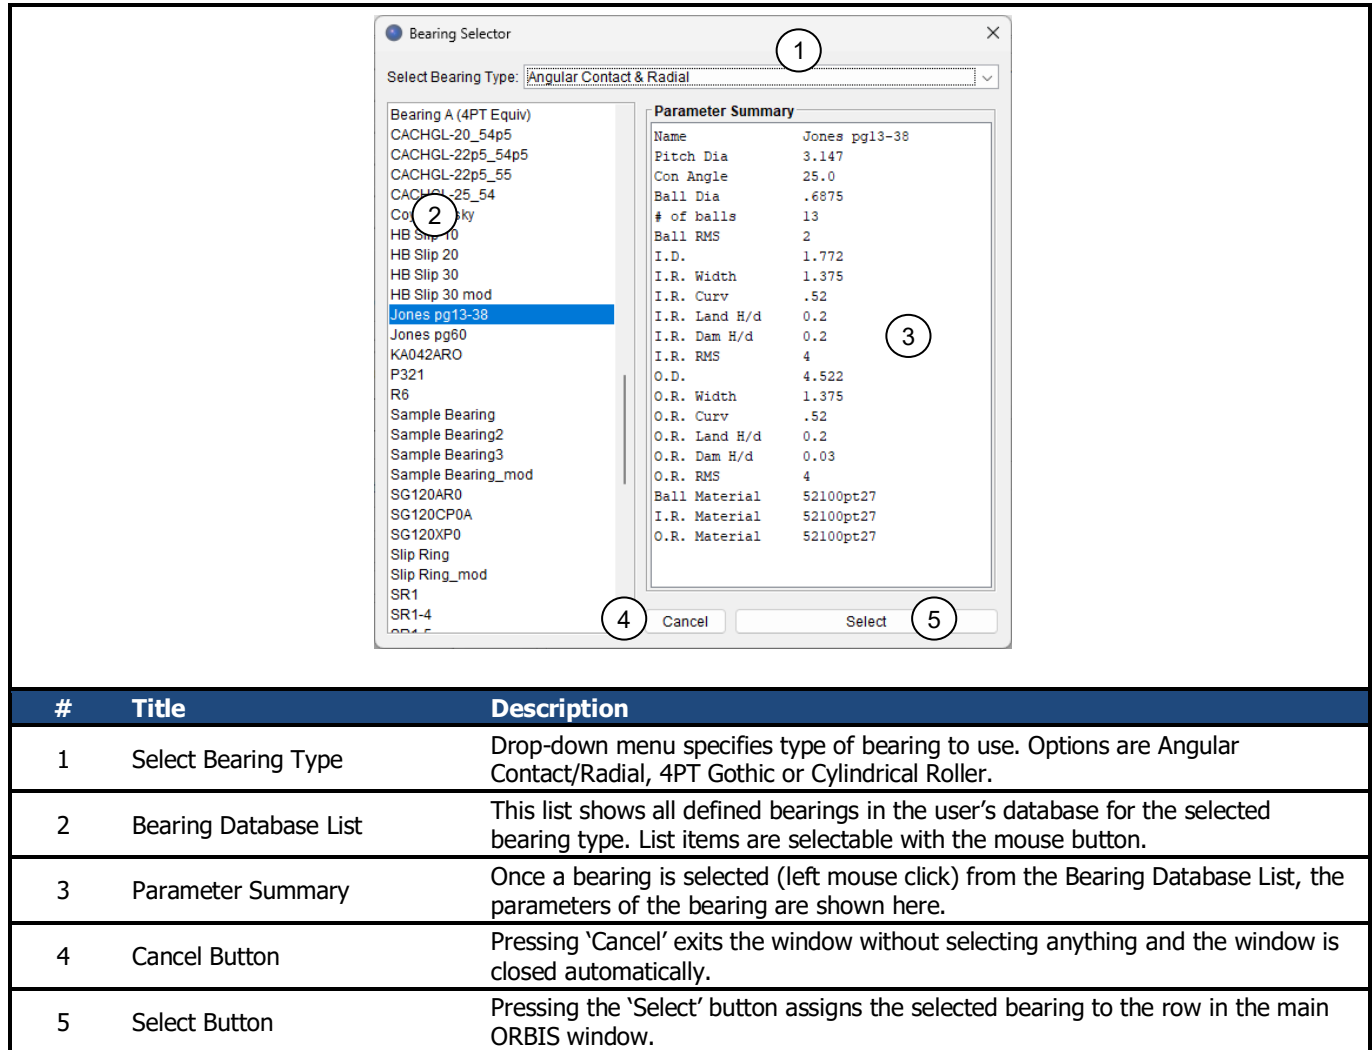 Bearing Selector
1
Select Bearing Type: Angular Contact & Radial
Bearing A (4PT Equiv)
CACHGL-20_54p5
CACHGL-22p5_54p5
CACHGL-22p5_55
CACHGL-25_54
2
HB Slip 10
HB Slip 20
HB Slip 30
HB Slip 30 mod
Jones pg13-38
Jones pg60
KA042ARO
P321
R6
Sample Bearing
Sample Bearing2
Sample Bearing3
Sample Bearing_mod
SG120AR0
SG120CP0A
SG120XP0
Slip Ring
Slip Ring_mod
SR1
SR1-4
Parameter Summary
Name Jones pg13-38
Pitch Dia 3.147
Con Angle 25.0
Ball Dia .6875
# of balls 13
Ball RMS 2
I.D. 1.772
I.R. Width 1.375
I.R. Curv .52
I.R. Land H/d 0.2
I.R. Dam H/d 0.2
I.R. RMS 4
O.D. 4.522
O.R. Width 1.375
O.R. Curv .52
O.R. Land H/d 0.2
O.R. Dam H/d 0.03
O.R. RMS 4
Ball Material 52100pt27
I.R. Material 52100pt27
O.R. Material 52100pt27
3
4 Cancel Select 5
# Title Description
1 Select Bearing Type Drop-down menu specifies type of bearing to use. Options are Angular
Contact/Radial, 4PT Gothic or Cylindrical Roller.
2 Bearing Database List This list shows all defined bearings in the user’s database for the selected
bearing type. List items are selectable with the mouse button.
3 Parameter Summary Once a bearing is selected (left mouse click) from the Bearing Database List, the
parameters of the bearing are shown here.
4 Cancel Button Pressing ‘Cancel’ exits the window without selecting anything and the window is
closed automatically.
5 Select Button Pressing the ‘Select’ button assigns the selected bearing to the row in the main
ORBIS window.